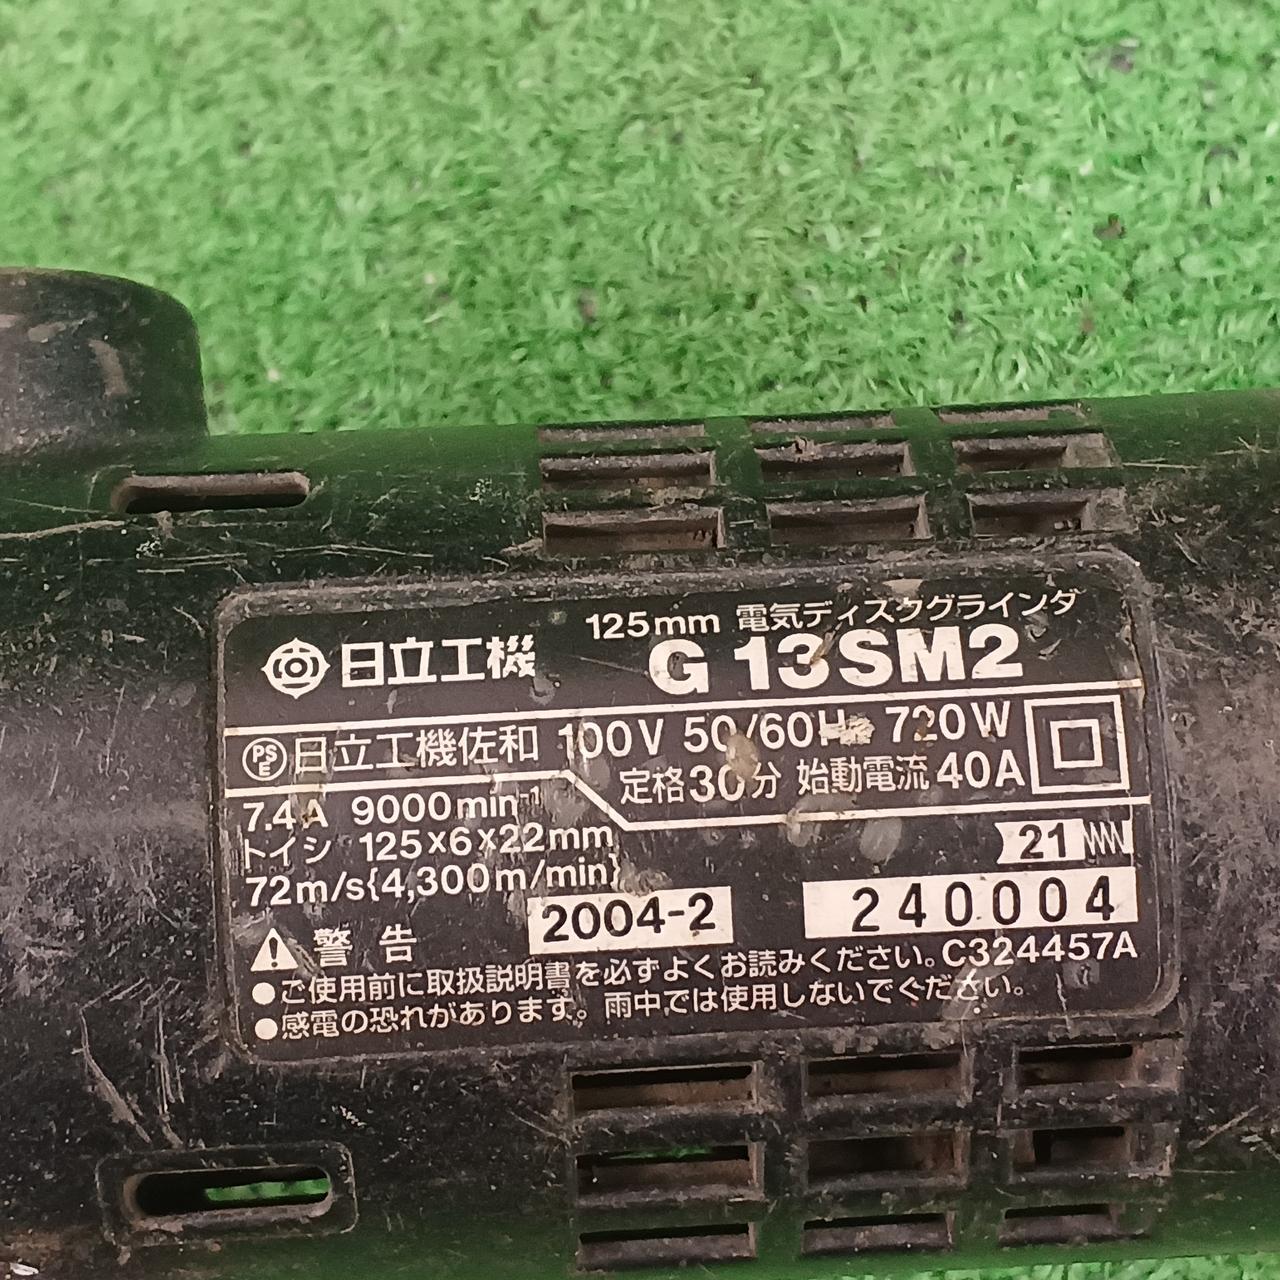 125mm 電気ディスクグラインダ
日立工機 G 13SM2
PSE 日立工機佐和 100V 50/60Hz 720W
定格30分 始動電流40A
7.4A 9000min⁻¹
トイシ 125×6×22mm
72m/s{4,300m/min}
21
2004-2 240004
警告
●ご使用前に取扱説明書を必ずよくお読みください。C324457A
●感電の恐れがあります。雨中では使用しないでください。